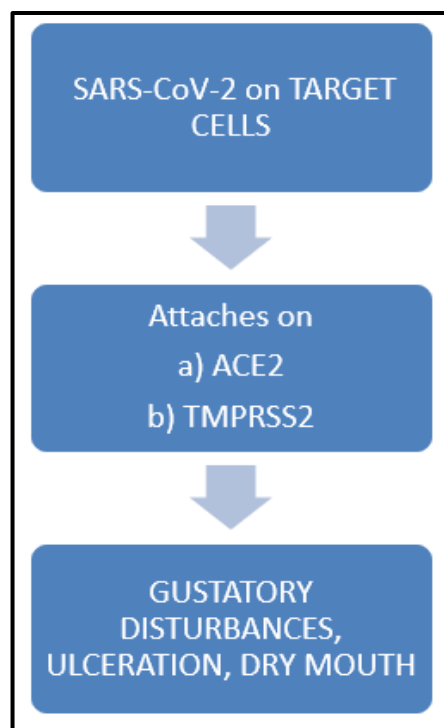 SARS-CoV-2 on TARGET
CELLS
Attaches on
a) ACE2
b) TMPRSS2
GUSTATORY
DISTURBANCES,
ULCERATION, DRY MOUTH